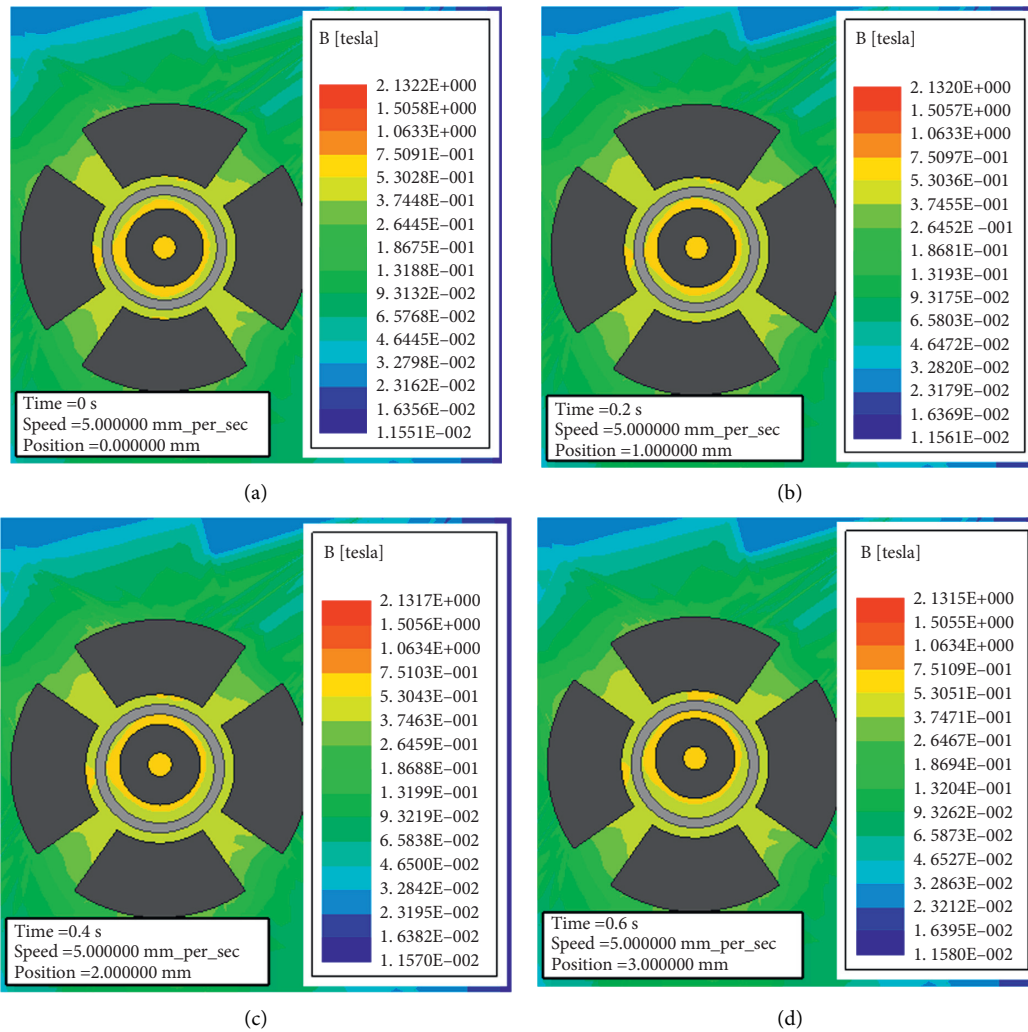 B [tesla]
2.1322E+000
1.5058E+000
1.0633E+000
7.5091E–001
5.3028E–001
3.7448E–001
2.6445E–001
1.8675E–001
1.3188E–001
9.3132E–002
6.5768E–002
4.6445E–002
3.2798E–002
2.3162E–002
1.6356E–002
1.1551E–002
Time =0 s
Speed =5.000000 mm_per_sec
Position =0.000000 mm
(a)
B [tesla]
2.1320E+000
1.5057E+000
1.0633E+000
7.5097E–001
5.3036E–001
3.7455E–001
2.6452E –001
1.8681E–001
1.3193E–001
9.3175E–002
6.5803E–002
4.6472E–002
3.2820E–002
2.3179E–002
1.6369E–002
1.1561E–002
Time =0.2 s
Speed =5.000000 mm_per_sec
Position =1.000000 mm
(b)
B [tesla]
2.1317E+000
1.5056E+000
1.0634E+000
7.5103E–001
5.3043E–001
3.7463E–001
2.6459E–001
1.8688E–001
1.3199E–001
9.3219E–002
6.5838E–002
4.6500E–002
3.2842E–002
2.3195E–002
1.6382E–002
1.1570E–002
Time =0.4 s
Speed =5.000000 mm_per_sec
Position =2.000000 mm
(c)
B [tesla]
2.1315E+000
1.5055E+000
1.0634E+000
7.5109E–001
5.3051E–001
3.7471E–001
2.6467E–001
1.8694E–001
1.3204E–001
9.3262E–002
6.5873E–002
4.6527E–002
3.2863E–002
2.3212E–002
1.6395E–002
1.1580E–002
Time =0.6 s
Speed =5.000000 mm_per_sec
Position =3.000000 mm
(d)